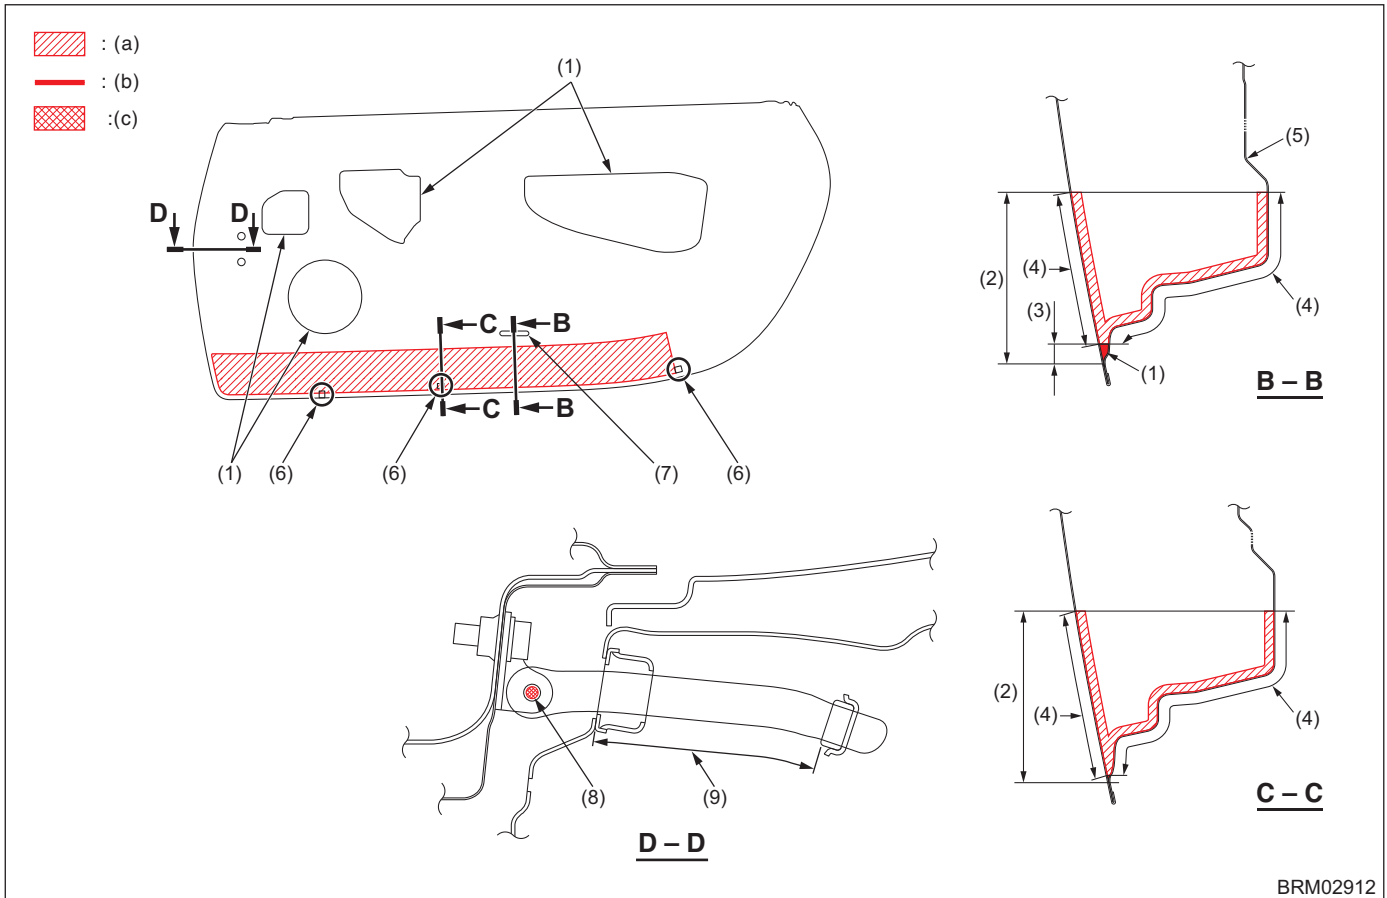 : (a)
: (b)
:(c)
(1)
D
D
C
B
C
B
(1)
(6)
(6)
(7)
(6)
(5)
(2)
(4)
(3)
(4)
(1)
B – B
(8)
(9)
D – D
(2)
(4)
(4)
C – C
BRM02912